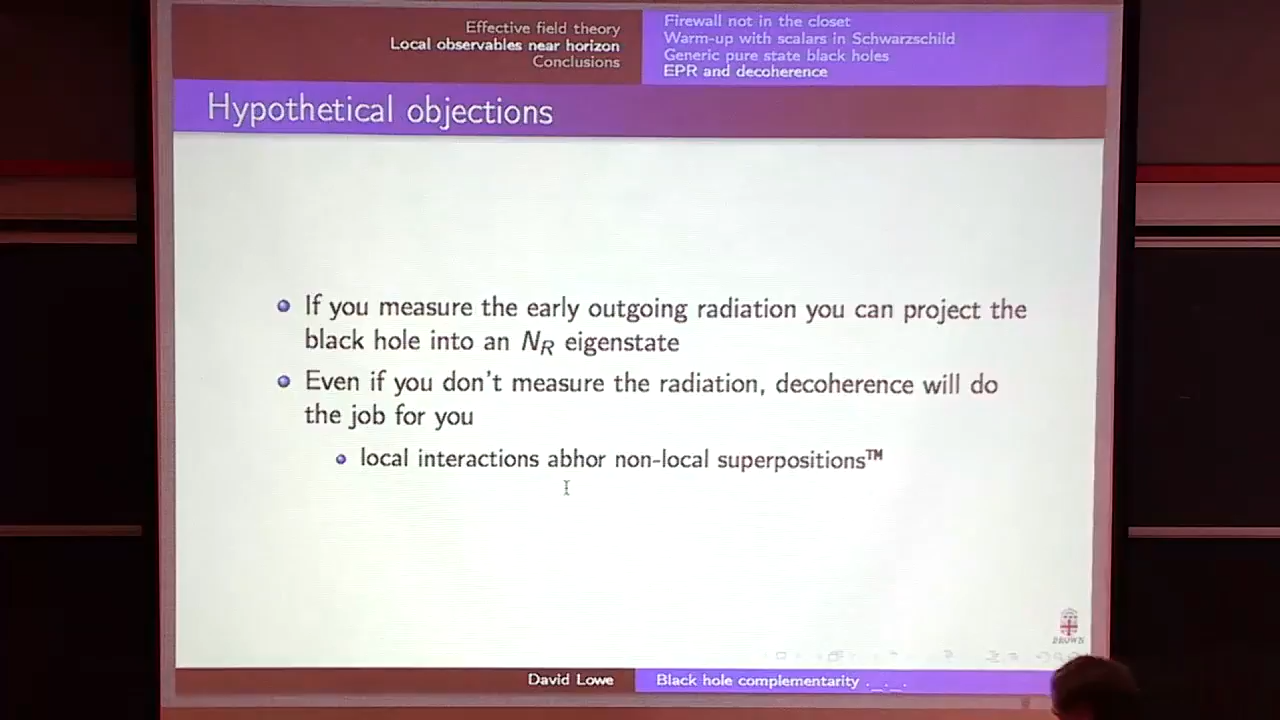 Effective field theory
Local observables near horizon
Conclusions
Firewall not in the closet
Warm-up with scalars in Schwarzschild
Generic pure state black holes
EPR and decoherence
Hypothetical objections
If you measure the early outgoing radiation you can project the
black hole into an N_R eigenstate
Even if you don't measure the radiation, decoherence will do
the job for you
local interactions abhor non-local superpositions™
BROWN
David Lowe
Black hole complementarity . . .